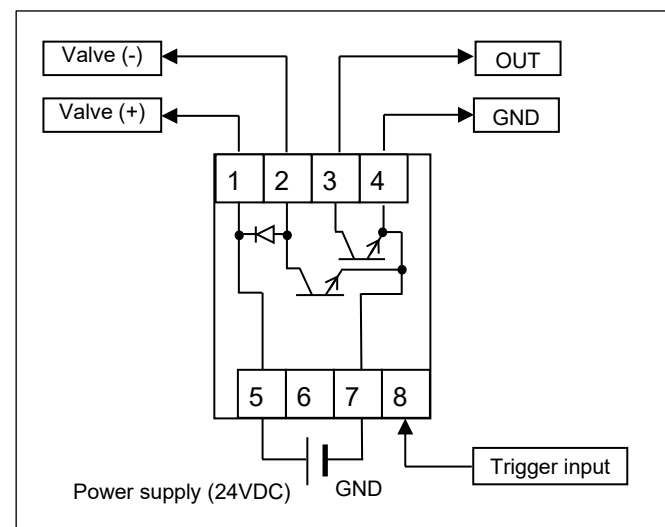 Valve (-)
OUT
Valve (+)
GND
1 2 3 4
5 6 7 8
Power supply (24VDC)
GND
Trigger input